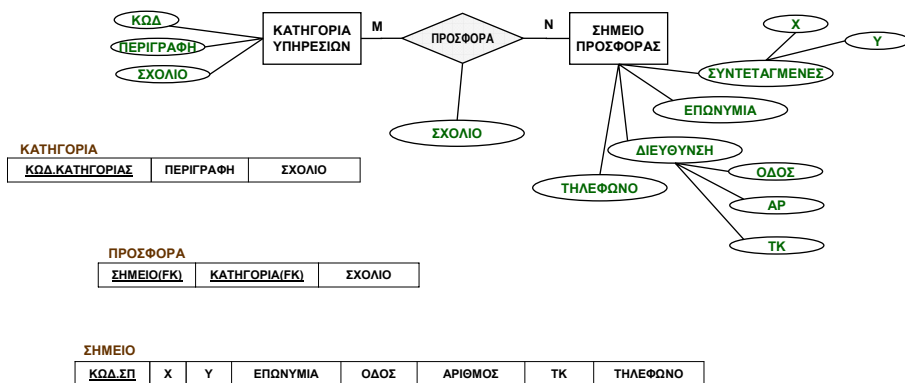 ΚΩΔ
ΠΕΡΙΓΡΑΦΗ
ΣΧΟΛΙΟ
ΚΑΤΗΓΟΡΙΑ
ΥΠΗΡΕΣΙΩΝ
M
ΠΡΟΣΦΟΡΑ
N
ΣΗΜΕΙΟ
ΠΡΟΣΦΟΡΑΣ
X
Y
ΣΥΝΤΕΤΑΓΜΕΝΕΣ
ΕΠΩΝΥΜΙΑ
ΣΧΟΛΙΟ
ΔΙΕΥΘΥΝΣΗ
ΟΔΟΣ
ΤΗΛΕΦΩΝΟ
ΑΡ
ΤΚ
ΚΑΤΗΓΟΡΙΑ
ΚΩΔ.ΚΑΤΗΓΟΡΙΑΣ ΠΕΡΙΓΡΑΦΗ ΣΧΟΛΙΟ
ΠΡΟΣΦΟΡΑ
ΣΗΜΕΙΟ(FK) ΚΑΤΗΓΟΡΙΑ(FK) ΣΧΟΛΙΟ
ΣΗΜΕΙΟ
ΚΩΔ.ΣΠ X Y ΕΠΩΝΥΜΙΑ ΟΔΟΣ ΑΡΙΘΜΟΣ ΤΚ ΤΗΛΕΦΩΝΟ